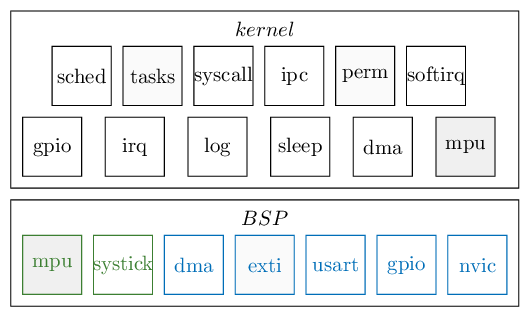 kernel
sched tasks syscall ipc perm softirq
gpio irq log sleep dma mpu
BSP
mpu systick dma exti usart gpio nvic